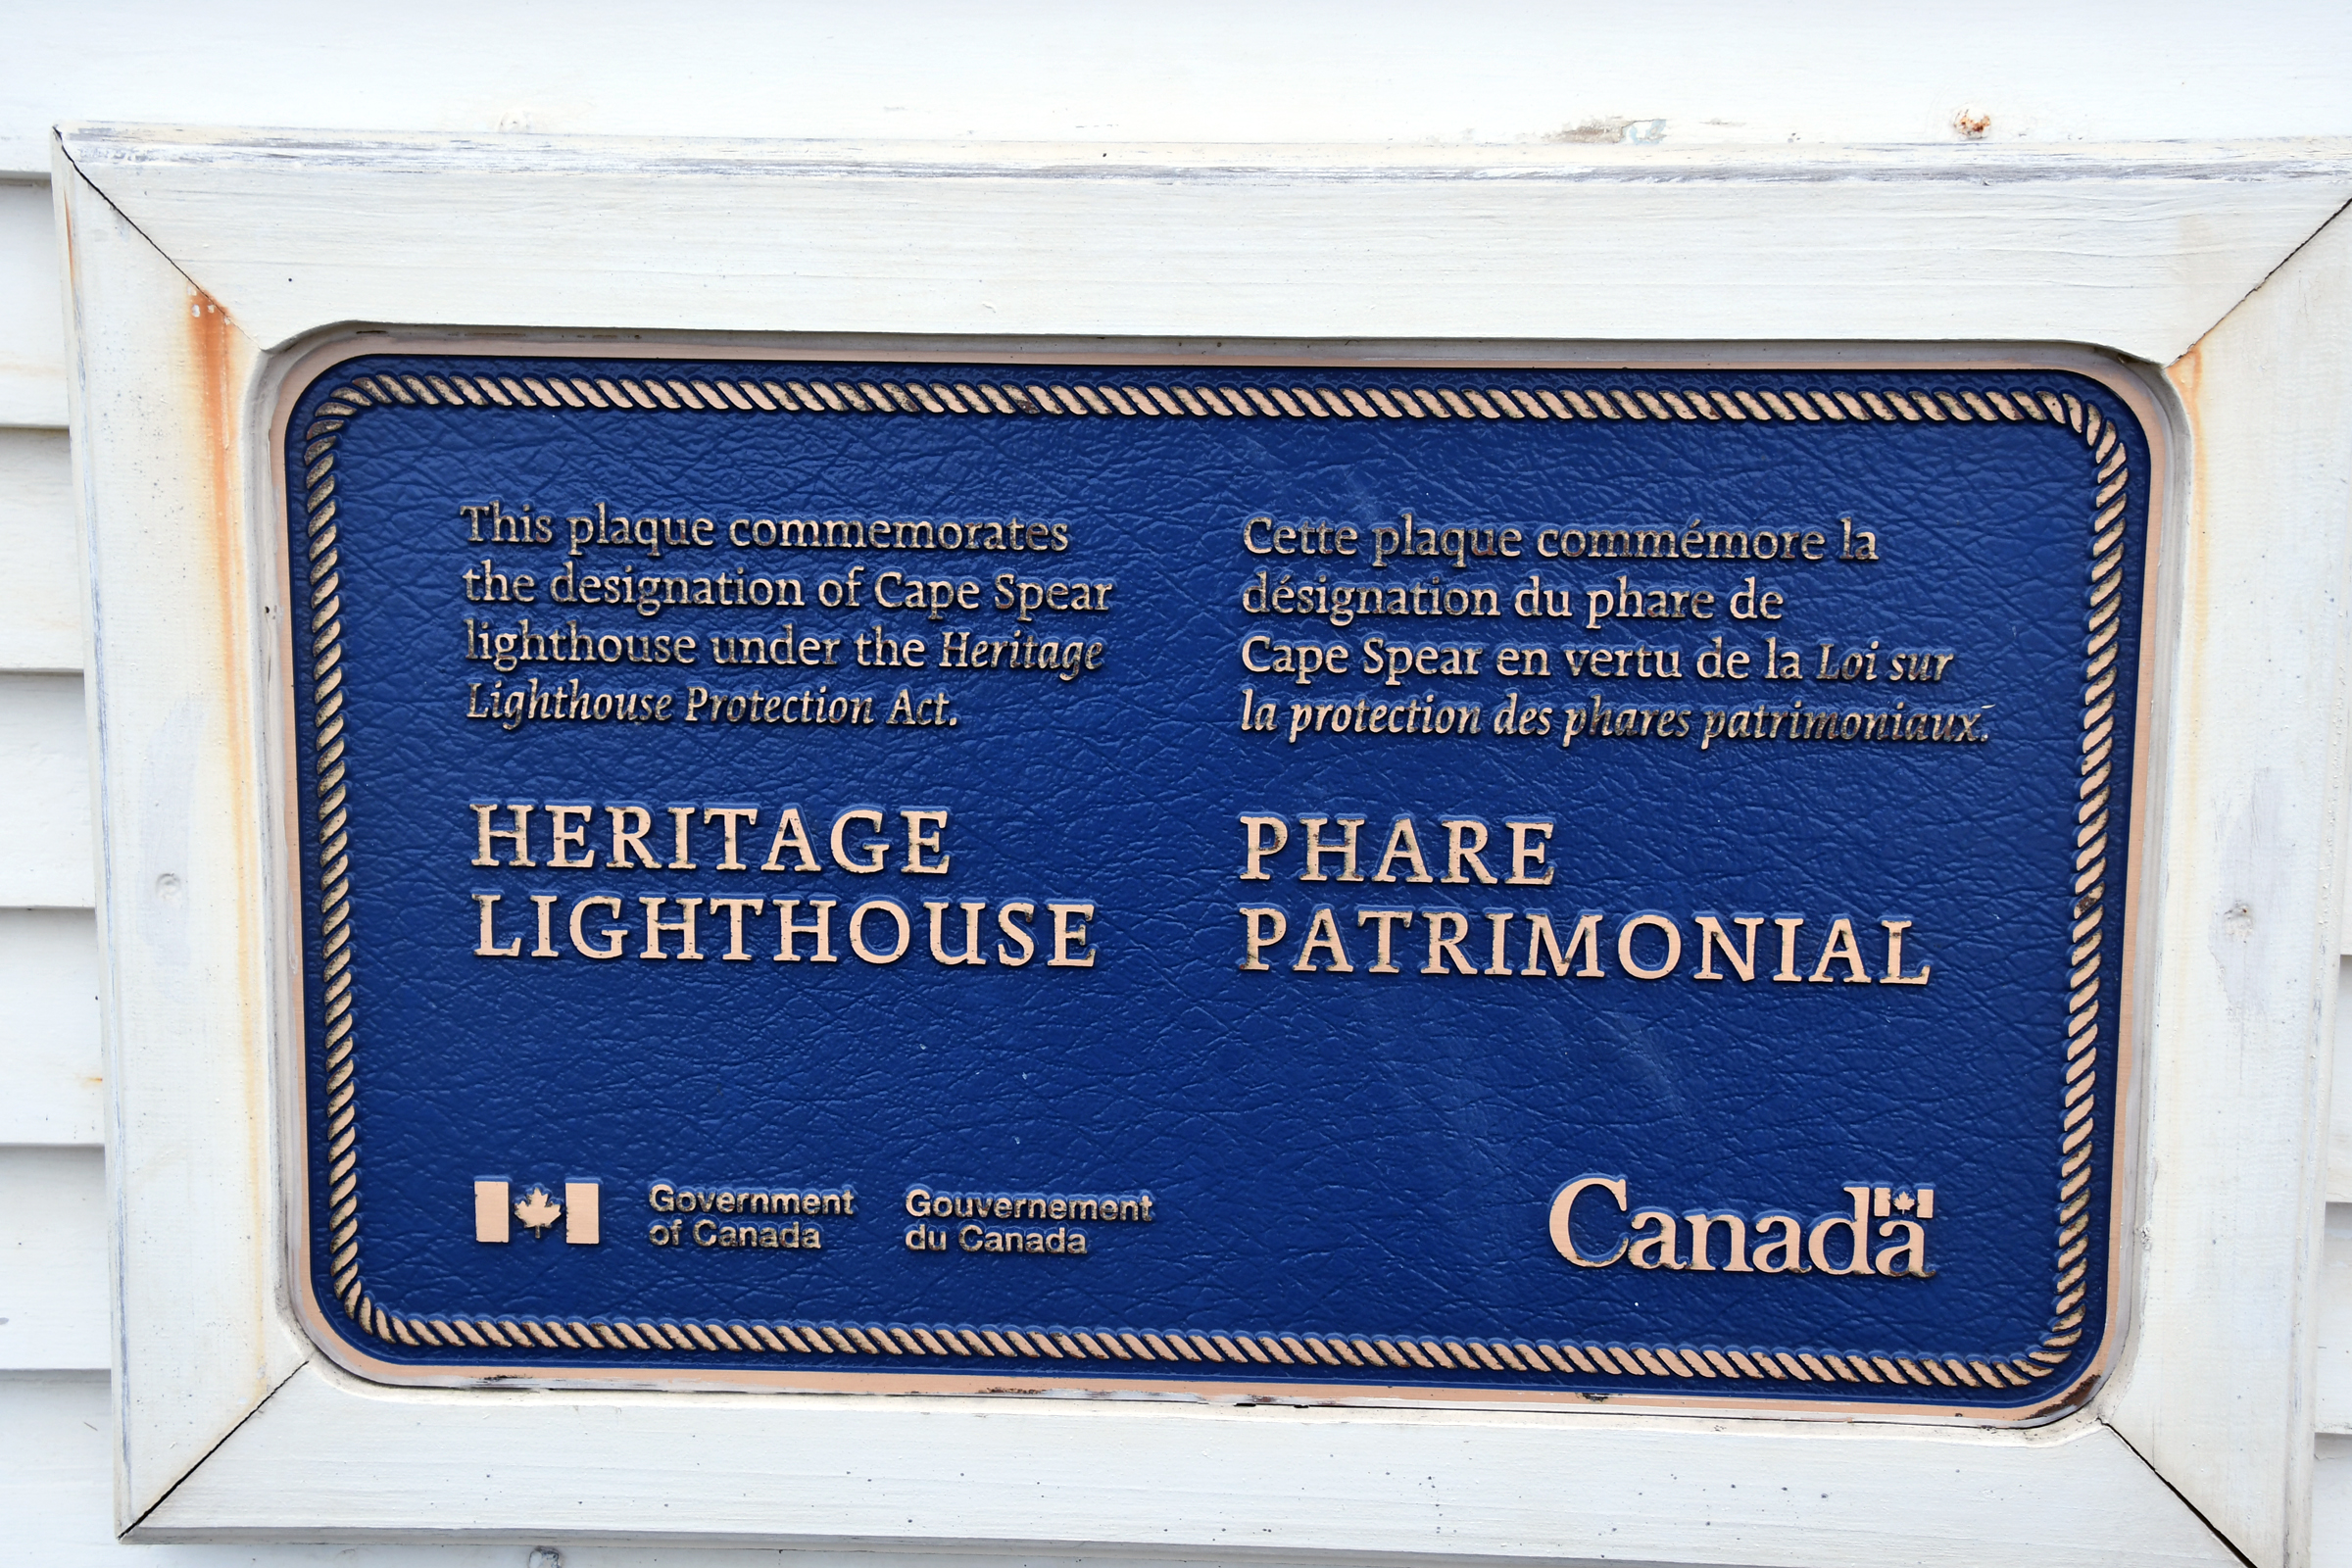 This plaque commemorates
the designation of Cape Spear
lighthouse under the Heritage
Lighthouse Protection Act.
HERITAGE
LIGHTHOUSE
Cette plaque commémore la
désignation du phare de
Cape Spear en vertu de la Loi sur
la protection des phares patrimoniaux.
PHARE
PATRIMONIAL
Government
of Canada
Gouvernement
du Canada
Canada